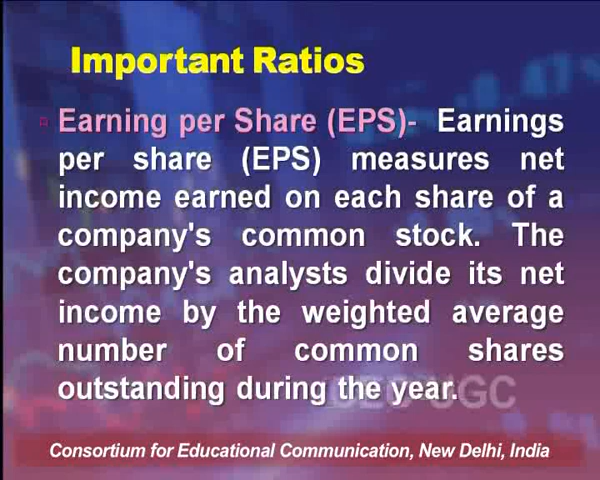 Important Ratios
Earning per Share (EPS)- Earnings
per share (EPS) measures net
income earned on each share of a
company's common stock. The
company's analysts divide its net
income by the weighted average
number of common shares
outstanding during the year.
CEC-UGC
Consortium for Educational Communication, New Delhi, India